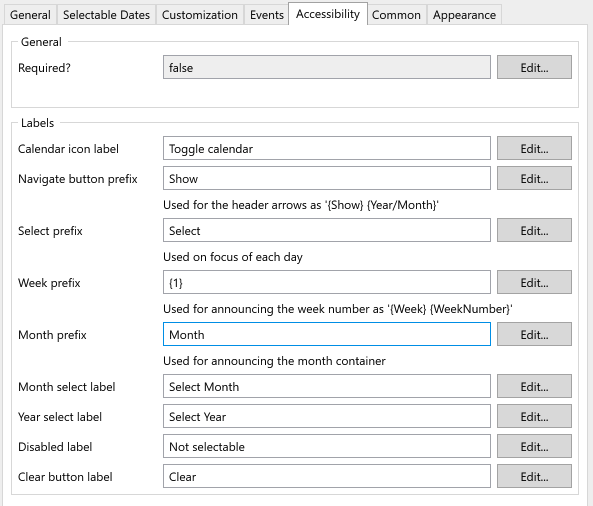 General Selectable Dates Customization Events Accessibility Common Appearance
General
Required? false Edit...
Labels
Calendar icon label Toggle calendar Edit...
Navigate button prefix Show Edit...
Used for the header arrows as '{Show} {Year/Month}'
Select prefix Select Edit...
Used on focus of each day
Week prefix {1} Edit...
Used for announcing the week number as '{Week} {WeekNumber}'
Month prefix Month Edit...
Used for announcing the month container
Month select label Select Month Edit...
Year select label Select Year Edit...
Disabled label Not selectable Edit...
Clear button label Clear Edit...